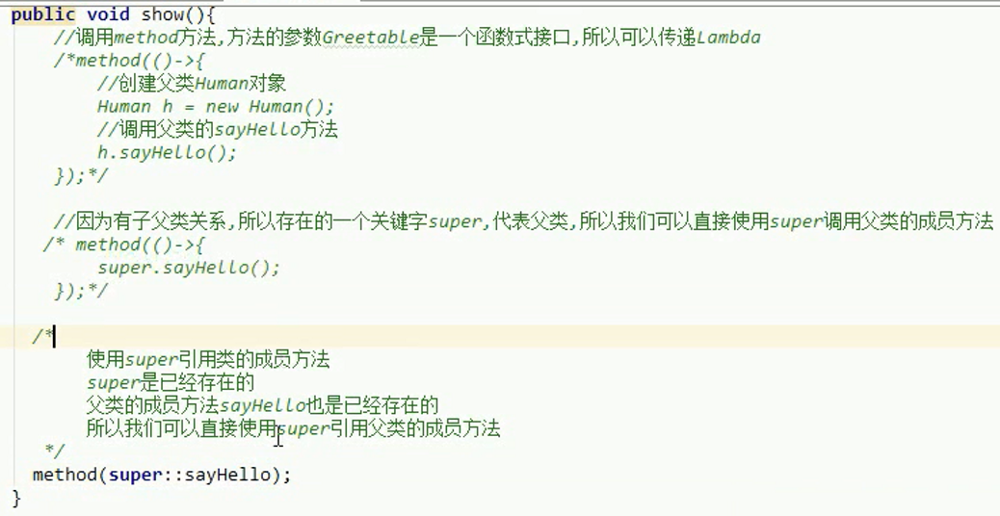 public void show(){
//调用method方法,方法的参数Greetable是一个函数式接口,所以可以传递Lambda
/*method(()->{
//创建父类Human对象
Human h = new Human();
//调用父类的sayHello方法
h.sayHello();
});*/
//因为有子父类关系,所以存在的一个关键字super,代表父类,所以我们可以直接使用super调用父类的成员方法
/* method(()->{
super.sayHello();
});*/
/*
使用super引用类的成员方法
super是已经存在的
父类的成员方法sayHello也是已经存在的
所以我们可以直接使用super引用父类的成员方法
*/
method(super::sayHello);
}